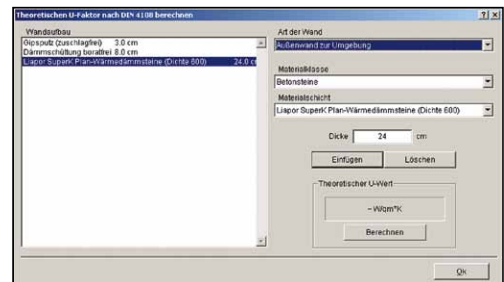 Theoretischen U-Faktor nach DIN 4108 berechnen
Wandaufbau
Gipsputz (zuschlagfrei) 3.0 cm
Dämmschüttung boratfrei 8.0 cm
Liapor SuperK Plan-Wärmedämmsteine (Dichte 600) 24.0 cm
Art der Wand
Außenwand zur Umgebung
Materialklasse
Betonsteine
Materialschicht
Liapor SuperK Plan-Wärmedämmsteine (Dichte 600)
Dicke 24 cm
Einfügen Löschen
Theoretischer U-Wert
-- W/qm*K
Berechnen
Ok